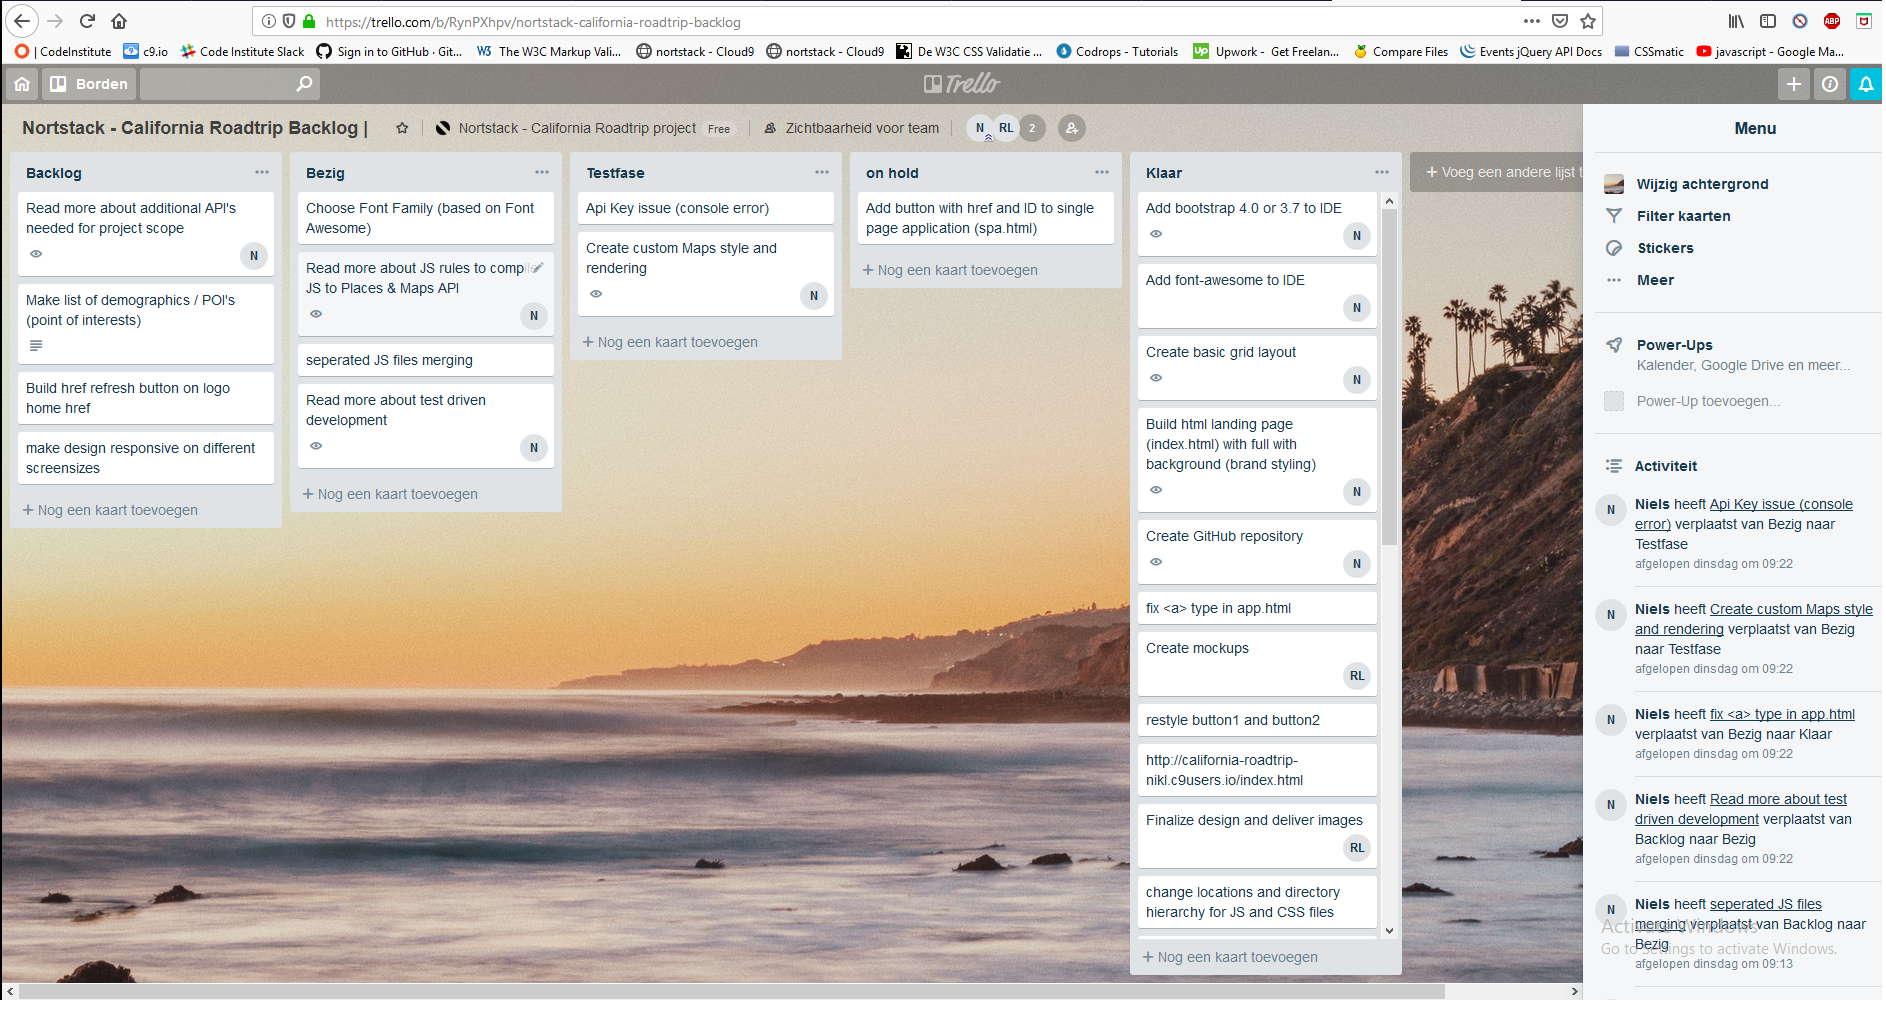 https://trello.com/b/RynPXhpv/nortstack-california-roadtrip-backlog
| CodeInstitute
c9.io
Code Institute Slack
Sign in to GitHub · Git...
The W3C Markup Vali...
nortstack - Cloud9
nortstack - Cloud9
De W3C CSS Validatie ...
Codrops - Tutorials
Up
Upwork - Get Freelan...
Compare Files
Events jQuery API Docs
CSSmatic
javascript - Google Ma...
ABP
Borden
Trello
Nortstack - California Roadtrip Backlog |
Nortstack - California Roadtrip project
Free
Zichtbaarheid voor team
N
RL
2
Backlog
Read more about additional API's
needed for project scope
N
Make list of demographics / POI's
(point of interests)
Build href refresh button on logo
home href
make design responsive on different
screensizes
+ Nog een kaart toevoegen
Bezig
Choose Font Family (based on Font
Awesome)
Read more about JS rules to compile
JS to Places & Maps API
N
seperated JS files merging
Read more about test driven
development
N
+ Nog een kaart toevoegen
Testfase
Api Key issue (console error)
Create custom Maps style and
rendering
N
+ Nog een kaart toevoegen
on hold
Add button with href and ID to single
page application (spa.html)
+ Nog een kaart toevoegen
Klaar
Add bootstrap 4.0 or 3.7 to IDE
N
Add font-awesome to IDE
N
Create basic grid layout
N
Build html landing page
(index.html) with full with
background (brand styling)
N
Create GitHub repository
N
fix <a> type in app.html
Create mockups
RL
restyle button1 and button2
http://california-roadtrip-
nikl.c9users.io/index.html
Finalize design and deliver images
RL
change locations and directory
hierarchy for JS and CSS files
+ Nog een kaart toevoegen
+ Voeg een andere lijst t
Menu
Wijzig achtergrond
Filter kaarten
Stickers
Meer
Power-Ups
Kalender, Google Drive en meer...
Power-Up toevoegen...
Activiteit
N
Niels heeft Api Key issue (console
error) verplaatst van Bezig naar
Testfase
afgelopen dinsdag om 09:22
N
Niels heeft Create custom Maps style
and rendering verplaatst van Bezig
naar Testfase
afgelopen dinsdag om 09:22
N
Niels heeft fix <a> type in app.html
verplaatst van Bezig naar Klaar
afgelopen dinsdag om 09:22
N
Niels heeft Read more about test
driven development verplaatst van
Backlog naar Bezig
afgelopen dinsdag om 09:22
N
Niels heeft seperated JS files
merging verplaatst van Backlog naar
Bezig
afgelopen dinsdag om 09:13
Activate Windows
Go to Settings to activate Windows.